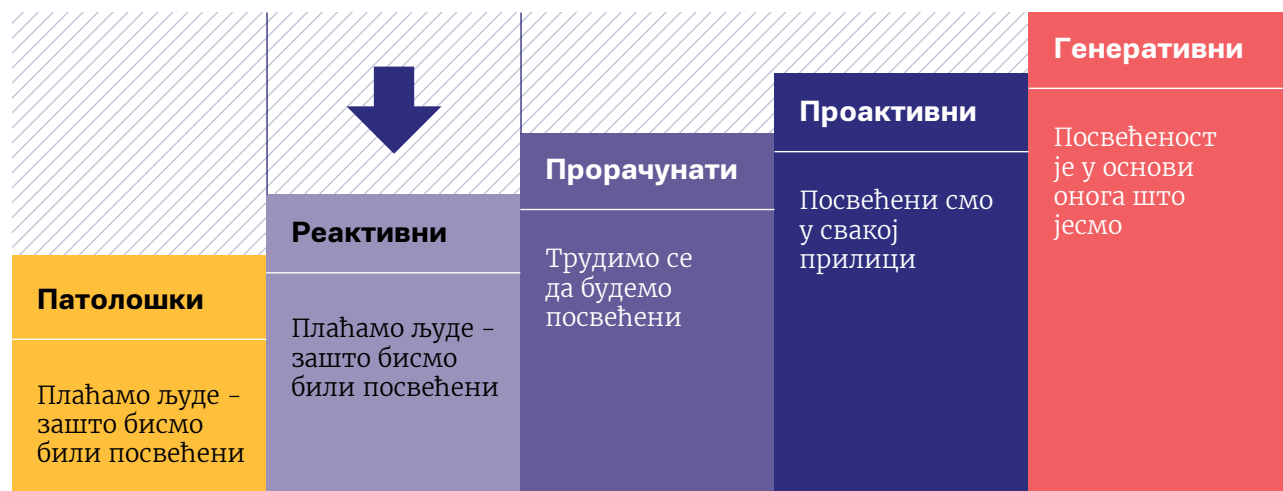 Патолошки
Плаћамо људе –
зашто бисмо
били посвећени
Реактивни
Плаћамо људе –
зашто бисмо
били посвећени
Прорачунати
Трудимо се
да будемо
посвећени
Проактивни
Посвећени смо
у свакој
прилици
Генеративни
Посвећеност
је у основи
онога што
јесмо